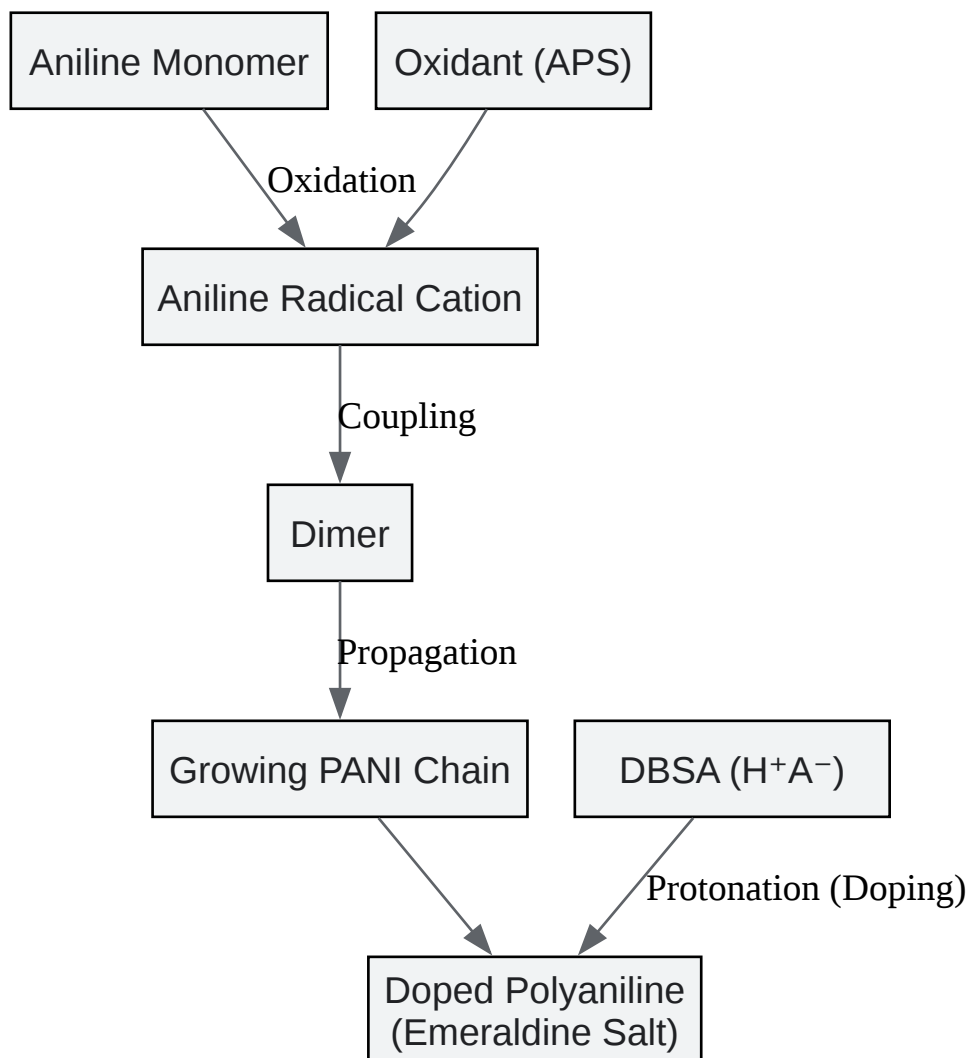 Aniline Monomer
Oxidant (APS)
Oxidation
Aniline Radical Cation
Coupling
Dimer
Propagation
Growing PANI Chain
DBSA (H⁺A⁻)
Protonation (Doping)
Doped Polyaniline
(Emeraldine Salt)